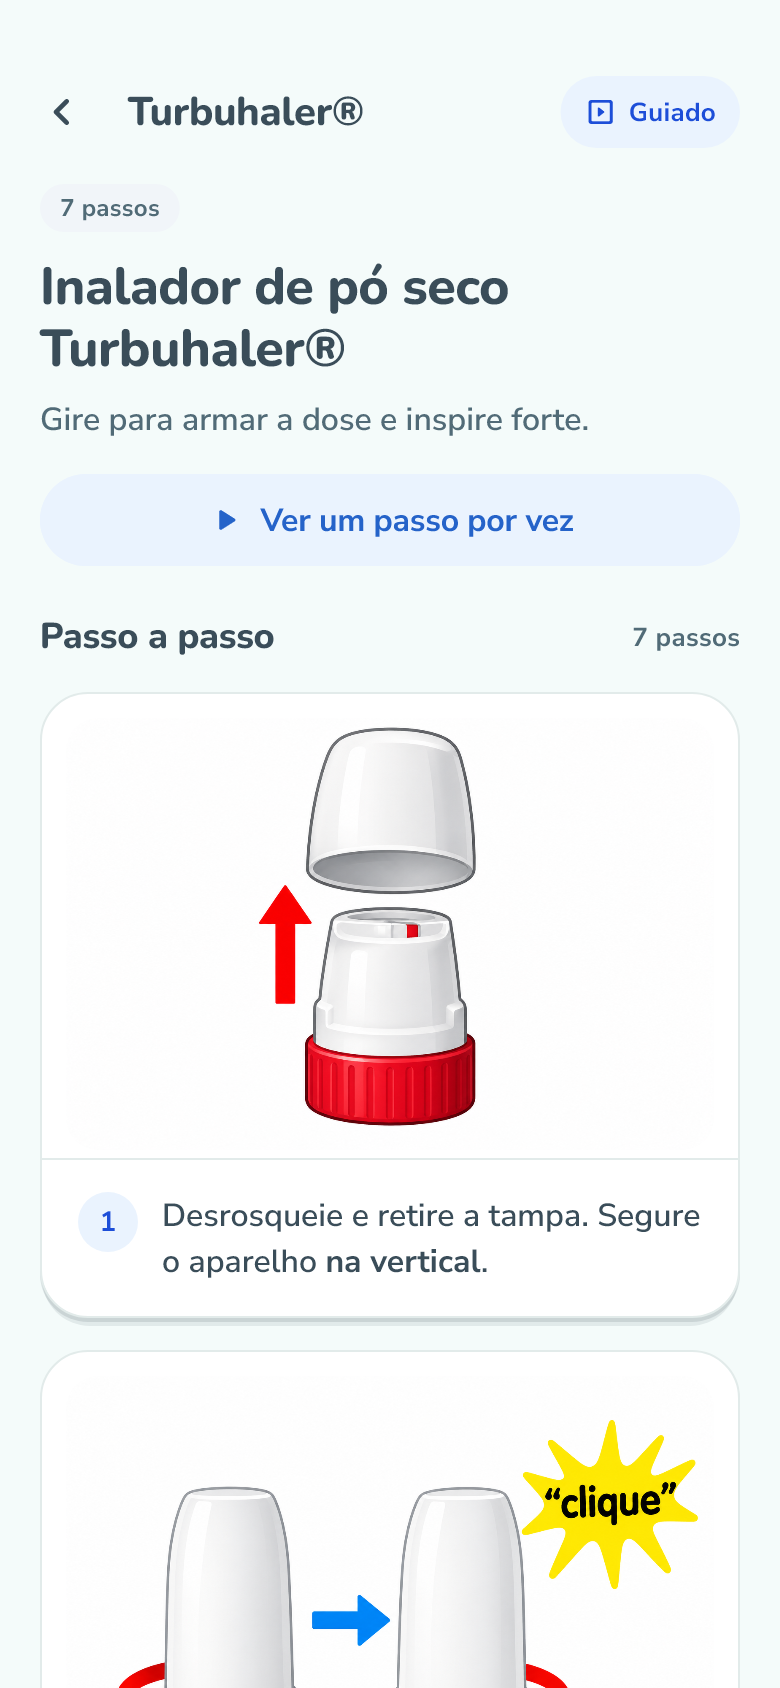 Turbuhaler®
Guiado
7 passos
Inalador de pó seco
Turbuhaler®
Gire para armar a dose e inspire forte.
Ver um passo por vez
Passo a passo
7 passos
1
Desrosqueie e retire a tampa. Segure
o aparelho na vertical.
“clique”